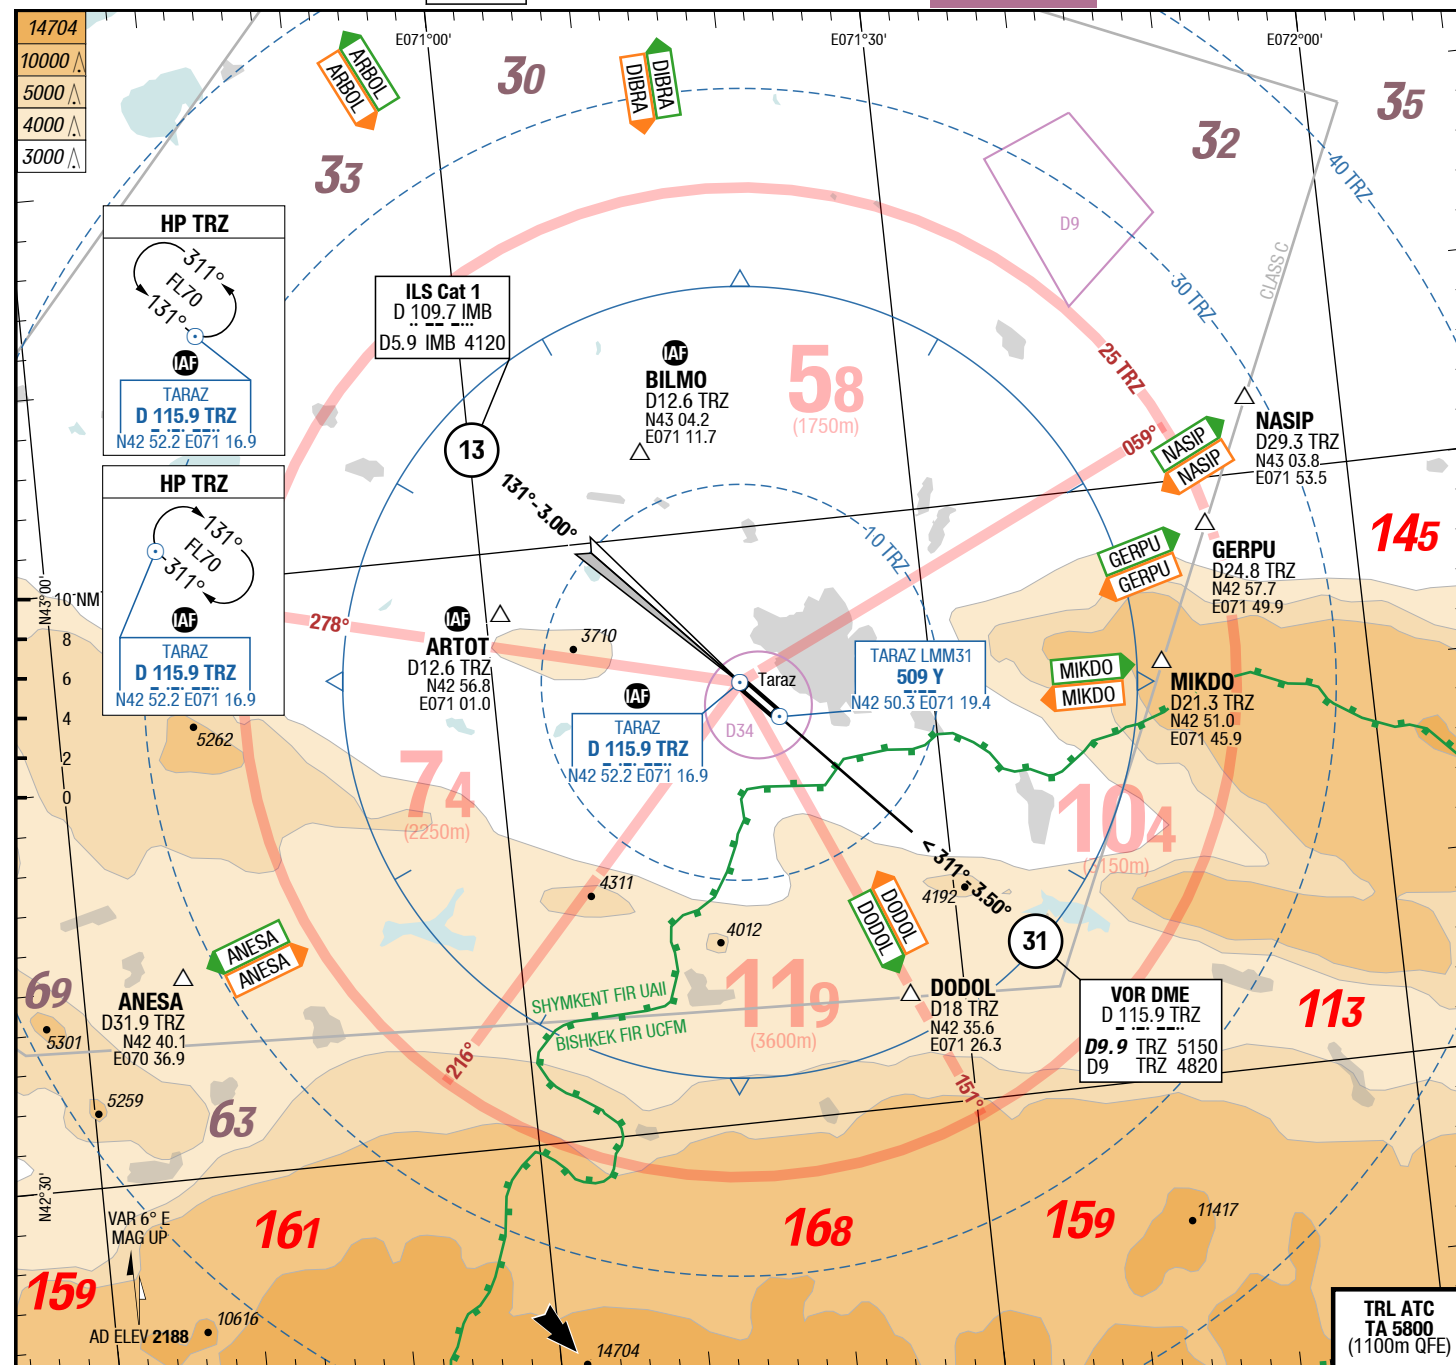 14704
10000
5000
4000
3000
E071°00'
E071°30'
E072°00'
ARBOL
ARBOL
DIBRA
DIBRA
30
33
32
35
40 TRZ
D9
CLASS C
30 TRZ
HP TRZ
311°
FL70
131°
IAF
TARAZ
D 115.9 TRZ
N42 52.2 E071 16.9
HP TRZ
131°
FL70
311°
IAF
TARAZ
D 115.9 TRZ
N42 52.2 E071 16.9
ILS Cat 1
D 109.7 IMB
D5.9 IMB 4120
13
131°-3.00°
IAF
BILMO
D12.6 TRZ
N43 04.2
E071 11.7
58
(1750m)
25 TRZ
059°
NASIP
NASIP
NASIP
D29.3 TRZ
N43 03.8
E071 53.5
145
10 TRZ
GERPU
GERPU
GERPU
D24.8 TRZ
N42 57.7
E071 49.9
N43°00'
10 NM
8
6
4
2
0
278°
IAF
ARTOT
D12.6 TRZ
N42 56.8
E071 01.0
3710
IAF
TARAZ
D 115.9 TRZ
N42 52.2 E071 16.9
Taraz
D34
TARAZ LMM31
509 Y
N42 50.3 E071 19.4
MIKDO
MIKDO
MIKDO
D21.3 TRZ
N42 51.0
E071 45.9
5262
74
(2250m)
104
(3150m)
4311
4012
4192
< 311°-3.50°
31
DODOL
DODOL
DODOL
D18 TRZ
N42 35.6
E071 26.3
VOR DME
D 115.9 TRZ
D9.9 TRZ 5150
D9 TRZ 4820
113
119
(3600m)
SHYMKENT FIR UAII
BISHKEK FIR UCFM
ANESA
ANESA
ANESA
D31.9 TRZ
N42 40.1
E070 36.9
69
5301
5259
63
216°
151°
N42°30'
VAR 6° E
MAG UP
161
168
159
11417
159
10616
AD ELEV 2188
14704
TRL ATC
TA 5800
(1100m QFE)